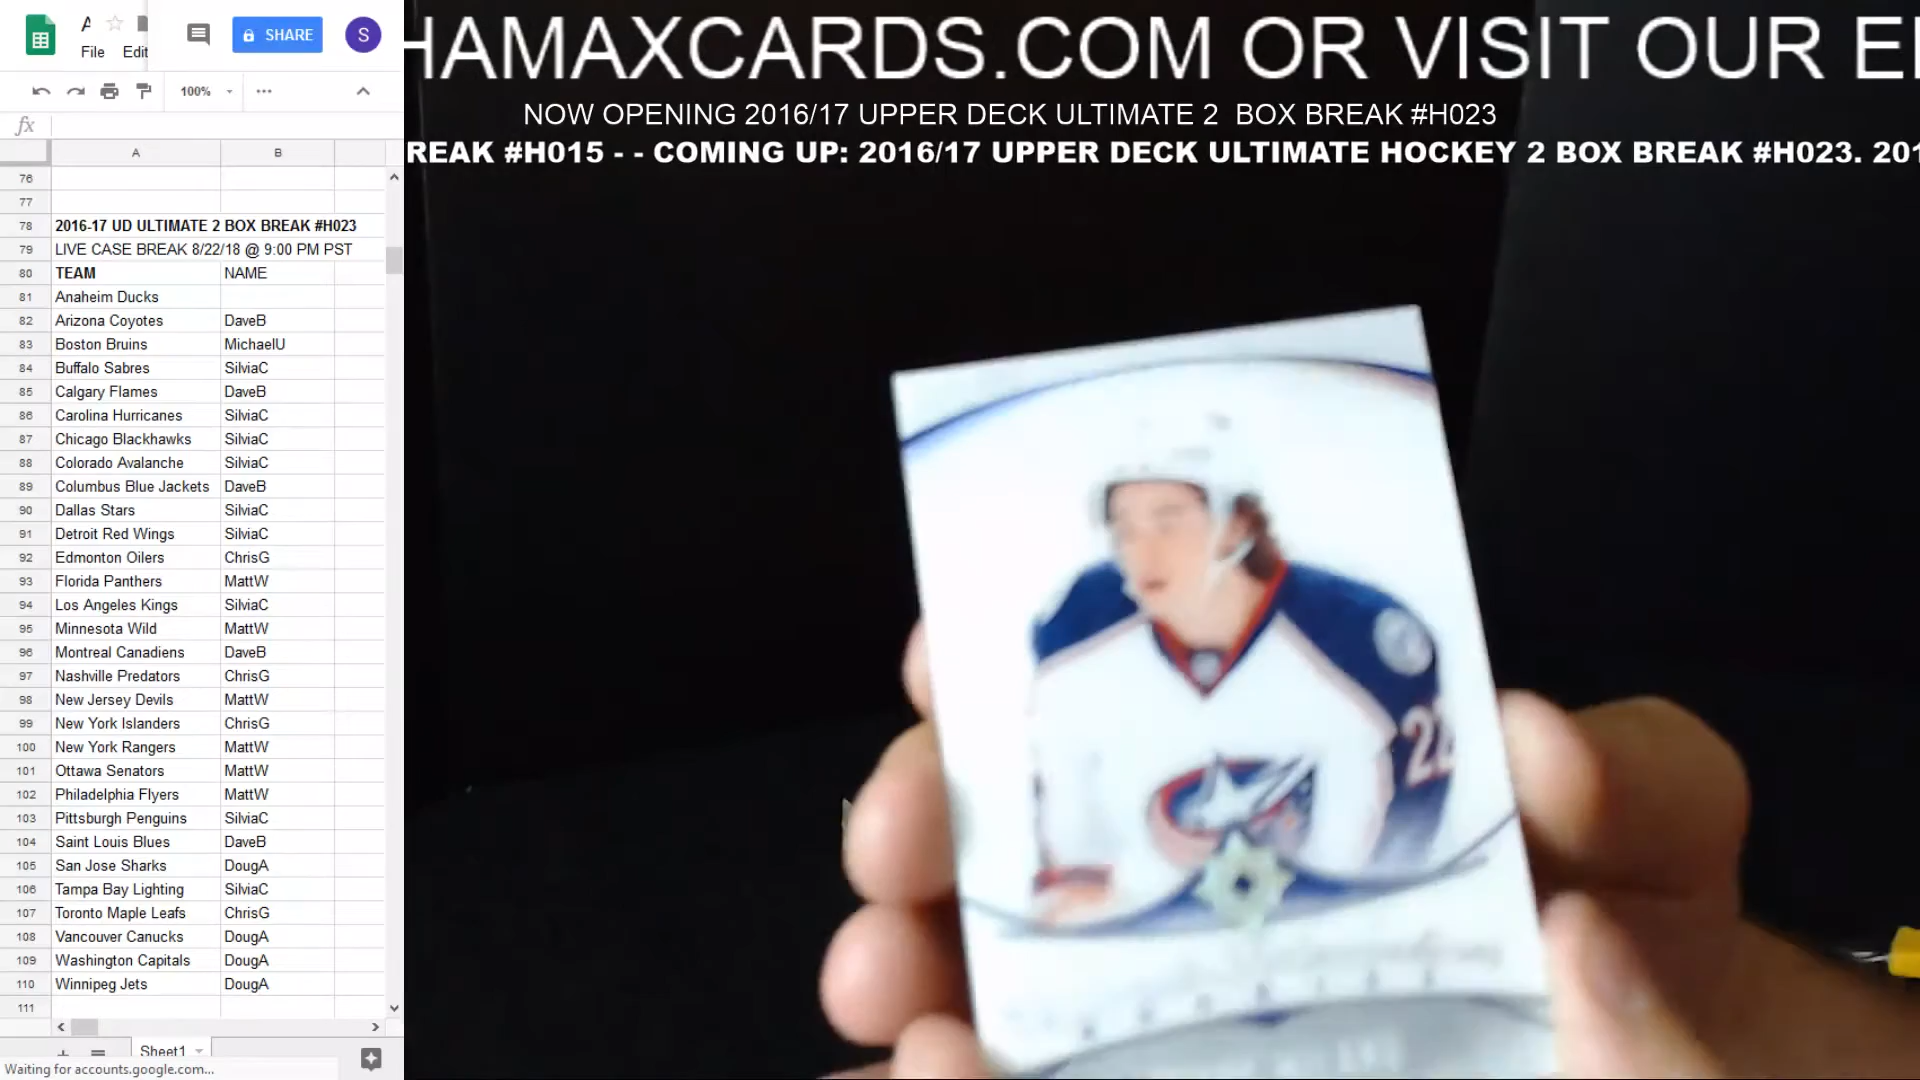 A
File Edit
SHARE
S
100%
fx
A B
76
77
78 2016-17 UD ULTIMATE 2 BOX BREAK #H023
79 LIVE CASE BREAK 8/22/18 @ 9:00 PM PST
80 TEAM NAME
81 Anaheim Ducks
82 Arizona Coyotes DaveB
83 Boston Bruins MichaelU
84 Buffalo Sabres SilviaC
85 Calgary Flames DaveB
86 Carolina Hurricanes SilviaC
87 Chicago Blackhawks SilviaC
88 Colorado Avalanche SilviaC
89 Columbus Blue Jackets DaveB
90 Dallas Stars SilviaC
91 Detroit Red Wings SilviaC
92 Edmonton Oilers ChrisG
93 Florida Panthers MattW
94 Los Angeles Kings SilviaC
95 Minnesota Wild MattW
96 Montreal Canadiens DaveB
97 Nashville Predators ChrisG
98 New Jersey Devils MattW
99 New York Islanders ChrisG
100 New York Rangers MattW
101 Ottawa Senators MattW
102 Philadelphia Flyers MattW
103 Pittsburgh Penguins SilviaC
104 Saint Louis Blues DaveB
105 San Jose Sharks DougA
106 Tampa Bay Lighting SilviaC
107 Toronto Maple Leafs ChrisG
108 Vancouver Canucks DougA
109 Washington Capitals DougA
110 Winnipeg Jets DougA
111
Sheet1
Waiting for accounts.google.com...
HAMAXCARDS.COM OR VISIT OUR E
NOW OPENING 2016/17 UPPER DECK ULTIMATE 2 BOX BREAK #H023
REAK #H015 - - COMING UP: 2016/17 UPPER DECK ULTIMATE HOCKEY 2 BOX BREAK #H023. 201
22